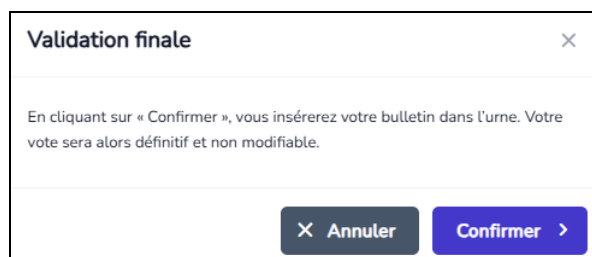 Validation finale
En cliquant sur « Confirmer », vous insérerez votre bulletin dans l’urne. Votre
vote sera alors définitif et non modifiable.
Annuler
Confirmer